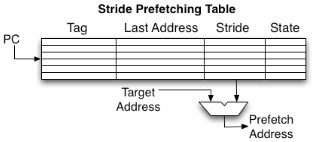 Stride Prefetching Table
Tag Last Address Stride State
PC
Target
Address
Prefetch
Address